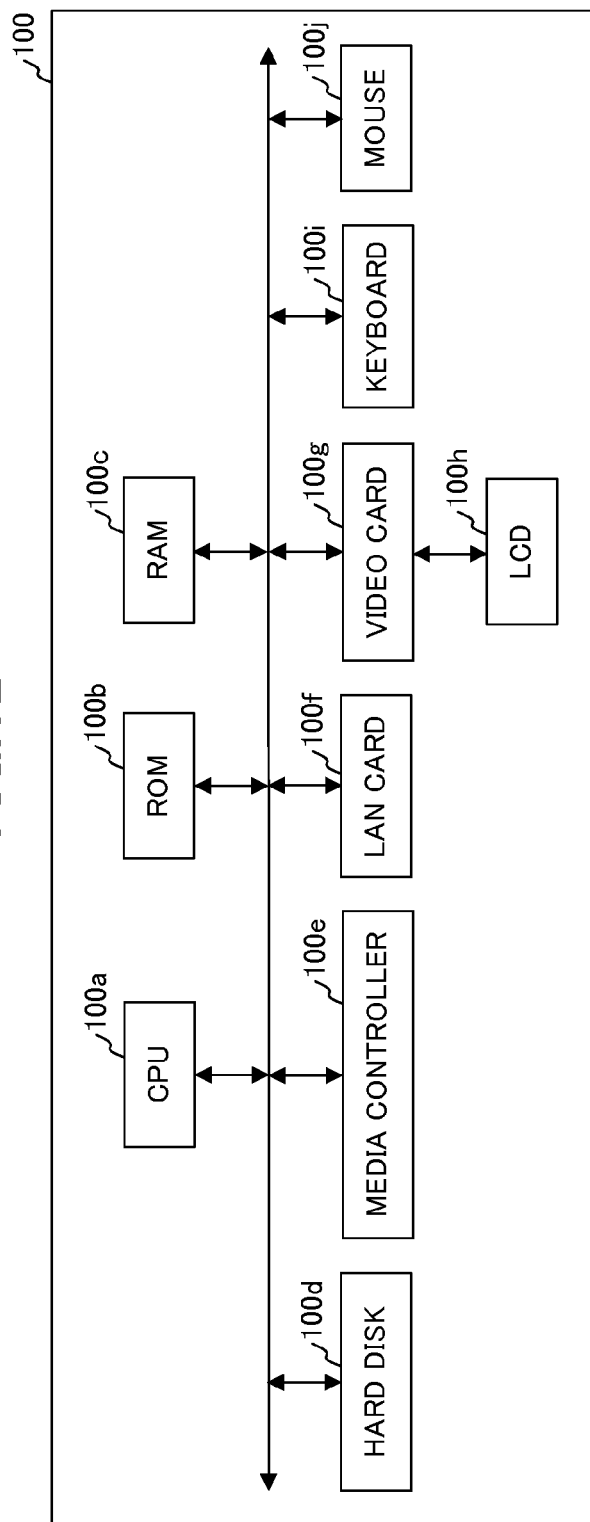 100
100a
CPU
100b
ROM
100c
RAM
100d
HARD DISK
100e
MEDIA CONTROLLER
100f
LAN CARD
100g
VIDEO CARD
100h
LCD
100i
KEYBOARD
100j
MOUSE